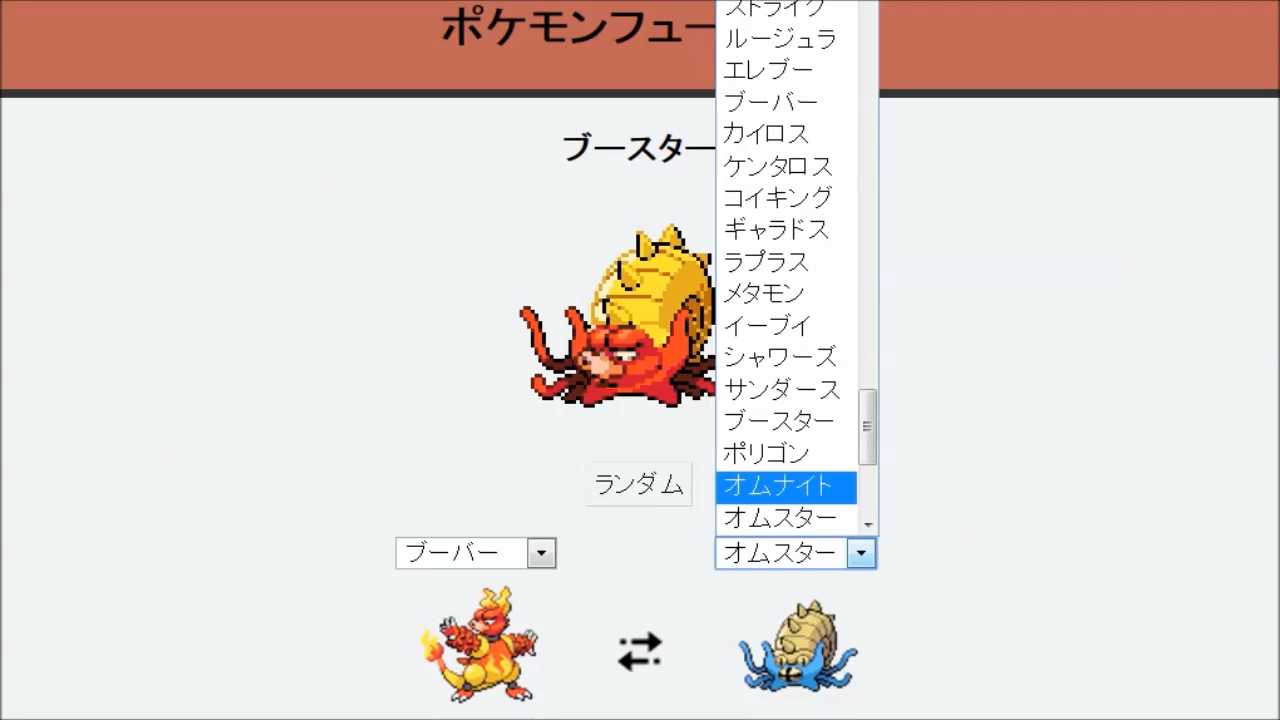 ポケモンフュー
ブースター
ストライク
ルージュラ
エレブー
ブーバー
カイロス
ケンタロス
コイキング
ギャラドス
ラプラス
メタモン
イーブイ
シャワーズ
サンダース
ブースター
ポリゴン
オムナイト
オムスター
ランダム
ブーバー
オムスター